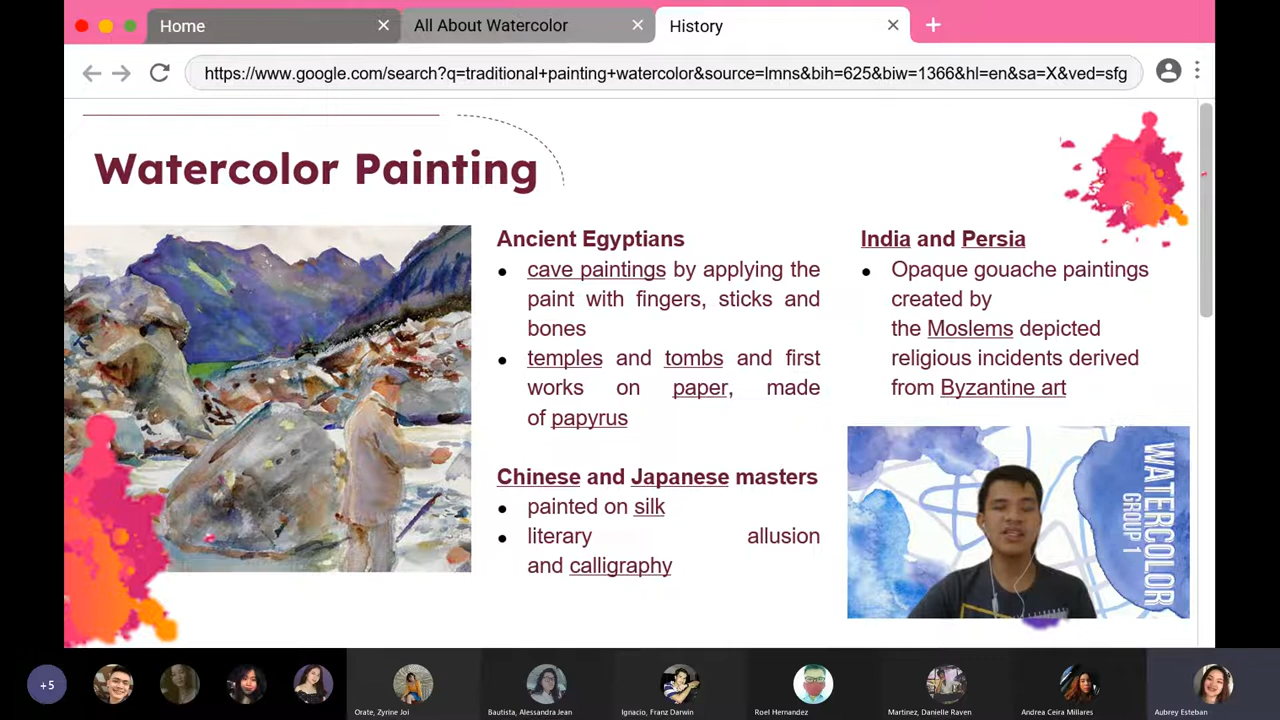 Home
All About Watercolor
History
https://www.google.com/search?q=traditional+painting+watercolor&source=lmns&bih=625&biw=1366&hl=en&sa=X&ved=sfg
Watercolor Painting
Ancient Egyptians
cave paintings by applying the
paint with fingers, sticks and
bones
temples and tombs and first
works on paper, made
of papyrus
Chinese and Japanese masters
painted on silk
literary allusion
and calligraphy
India and Persia
Opaque gouache paintings
created by
the Moslems depicted
religious incidents derived
from Byzantine art
WATERCOLOR
GROUP 1
+5
Orate, Zyrine Joi
Bautista, Alessandra Jean
Ignacio, Franz Darwin
Roel Hernandez
Martinez, Danielle Raven
Andrea Ceira Millares
Aubrey Esteban